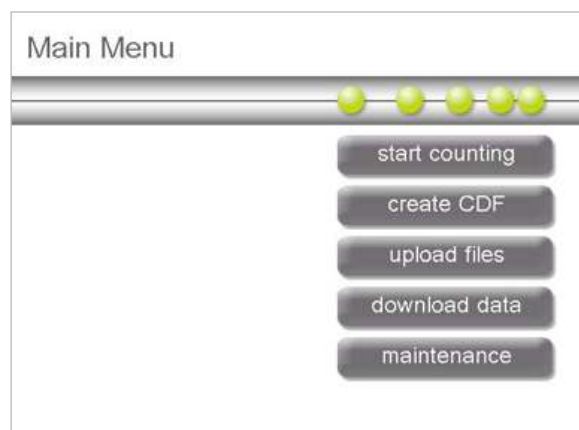 Main Menu
start counting
create CDF
upload files
download data
maintenance